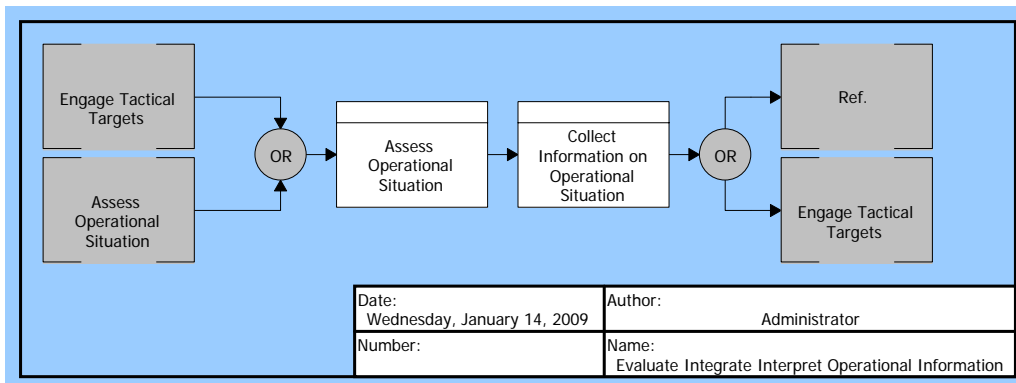 Engage Tactical
Targets
Assess
Operational
Situation
OR
Assess
Operational
Situation
Collect
Information on
Operational
Situation
OR
Ref.
Engage Tactical
Targets
Date:
Wednesday, January 14, 2009
Author:
Administrator
Number:
Name:
Evaluate Integrate Interpret Operational Information